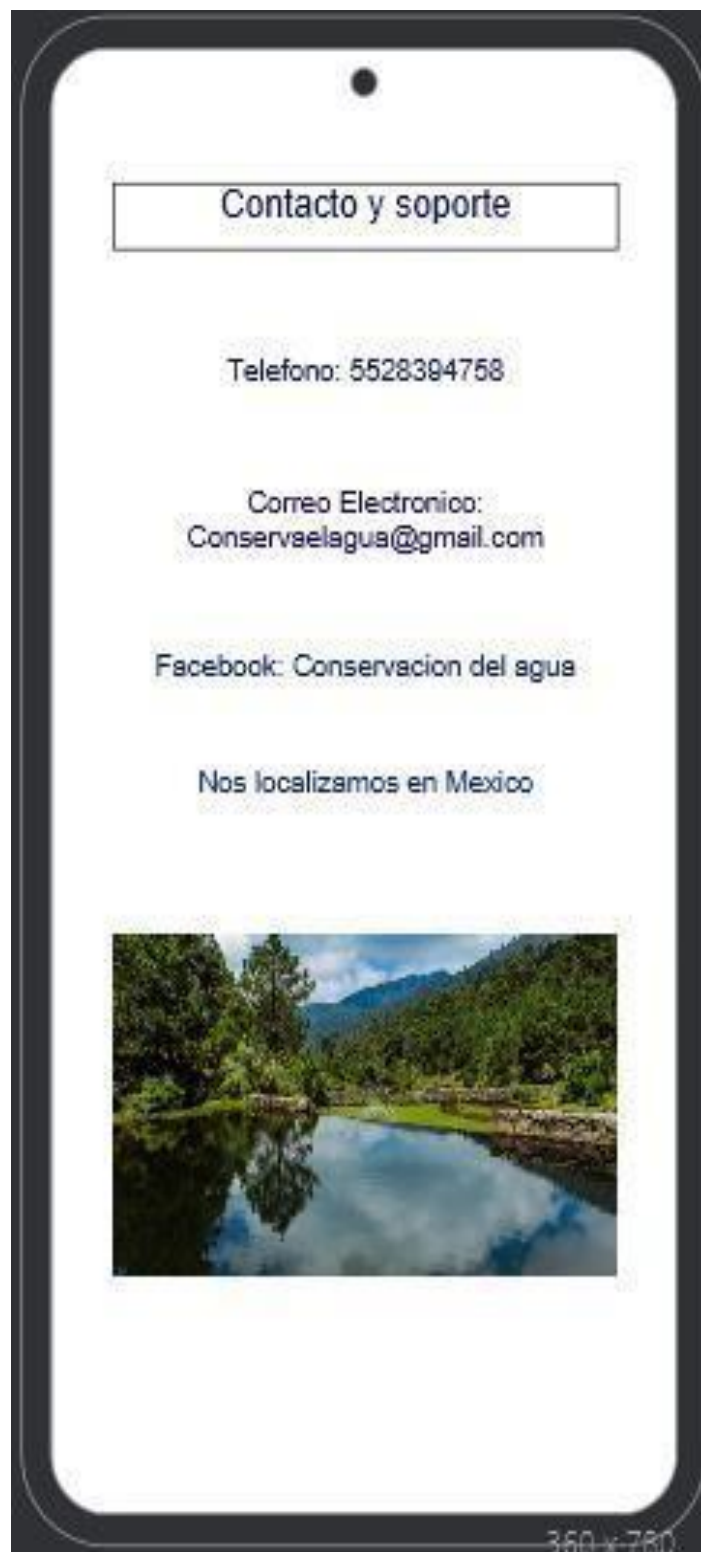 Contacto y soporte
Telefono: 5528394758
Correo Electronico:
Conservaelagua@gmail.com
Facebook: Conservacion del agua
Nos localizamos en Mexico
360 x 780